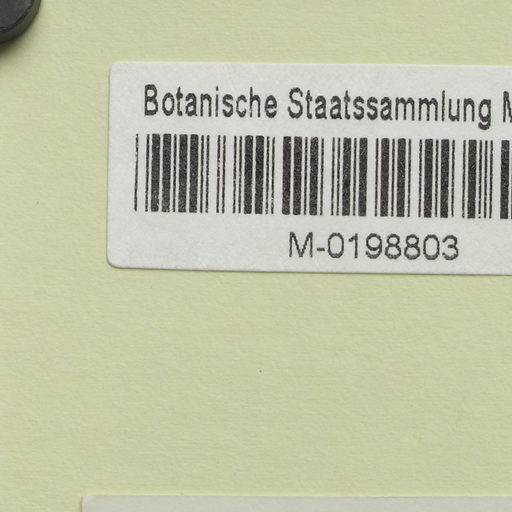 Botanische Staatssammlung M
M-0198803